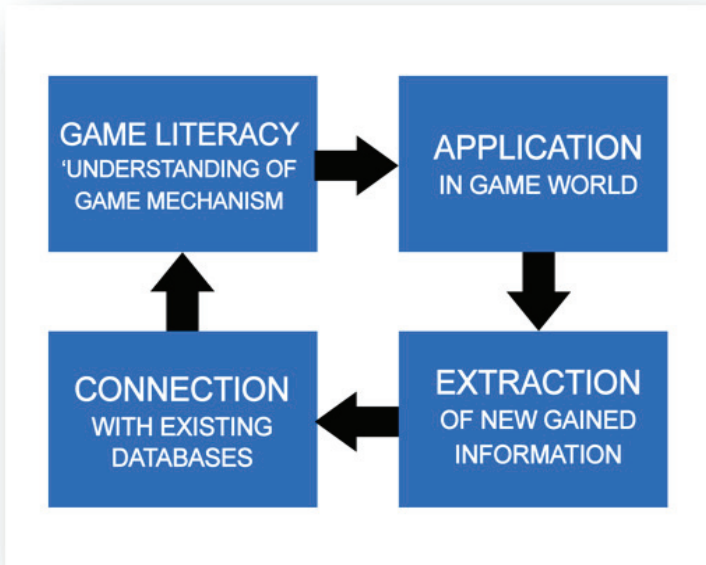 GAME LITERACY
‘UNDERSTANDING OF
GAME MECHANISM
APPLICATION
IN GAME WORLD
CONNECTION
WITH EXISTING
DATABASES
EXTRACTION
OF NEW GAINED
INFORMATION